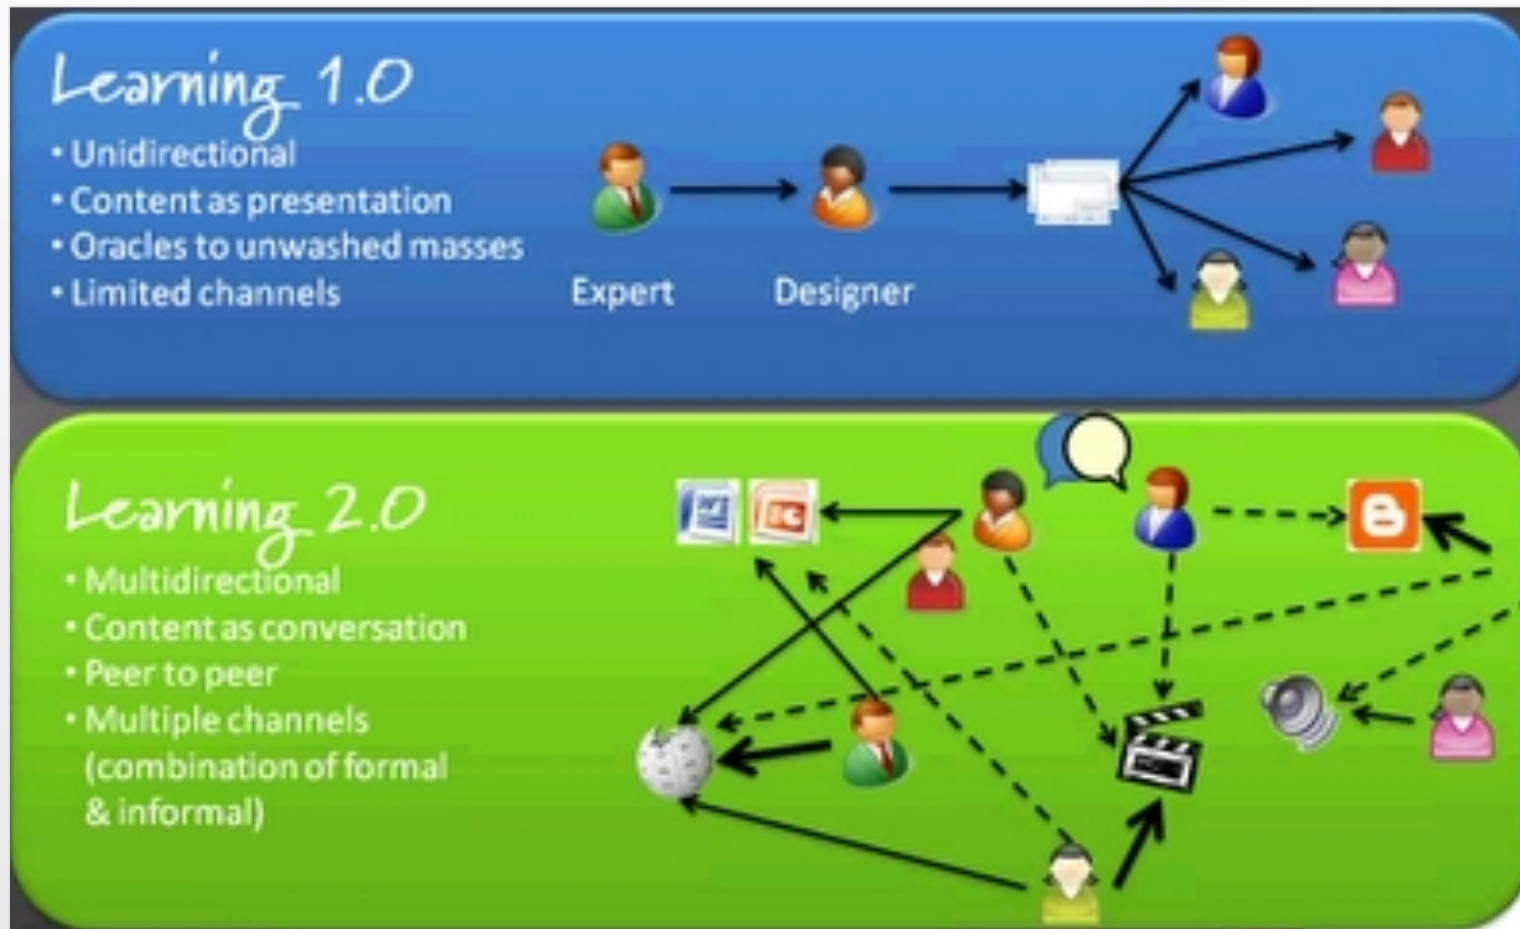 Learning 1.0
• Unidirectional
• Content as presentation
• Oracles to unwashed masses
• Limited channels
Expert
Designer
Learning 2.0
• Multidirectional
• Content as conversation
• Peer to peer
• Multiple channels
(combination of formal
& informal)